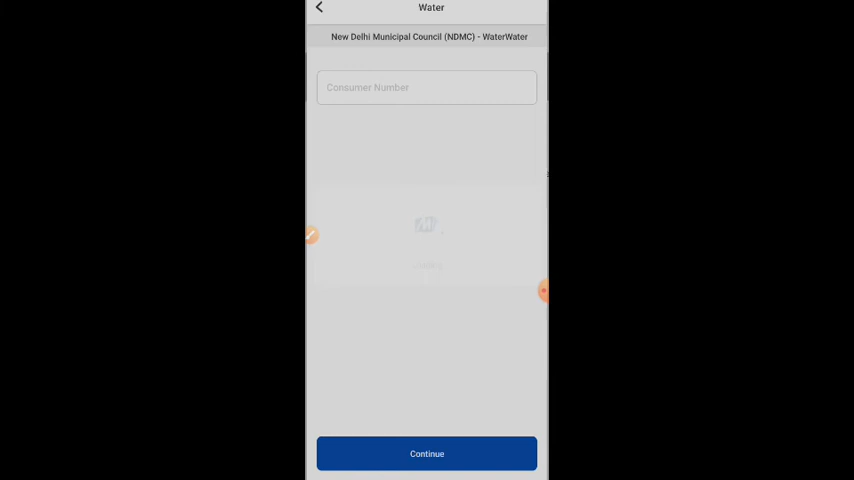 Water
New Delhi Municipal Council (NDMC) - WaterWater
Consumer Number
Continue